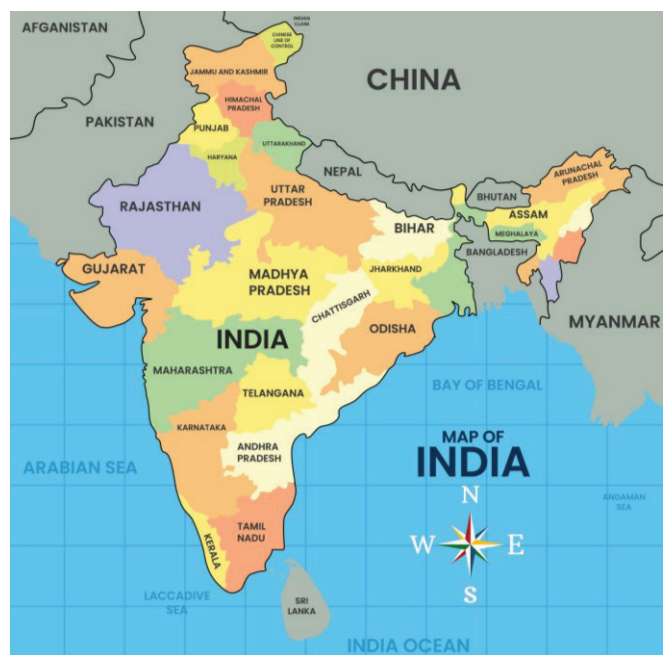 AFGANISTAN
INDIAN
CLAIM
CHINESE
LINE OF
CONTROL
JAMMU AND KASHMIR
CHINA
HIMACHAL
PRADESH
PAKISTAN
PUNJAB
UTTARAKHAND
HARYANA
NEPAL
ARUNACHAL
PRADESH
RAJASTHAN
UTTAR
PRADESH
BHUTAN
ASSAM
BIHAR
MEGHALAYA
BANGLADESH
GUJARAT
MADHYA
PRADESH
JHARKHAND
CHATTISGARH
INDIA
ODISHA
MYANMAR
MAHARASHTRA
TELANGANA
BAY OF BENGAL
KARNATAKA
ANDHRA
PRADESH
MAP OF
INDIA
ARABIAN SEA
N
ANDAMAN
SEA
TAMIL
NADU
KERALA
W
E
S
LACCADIVE
SEA
SRI
LANKA
INDIA OCEAN